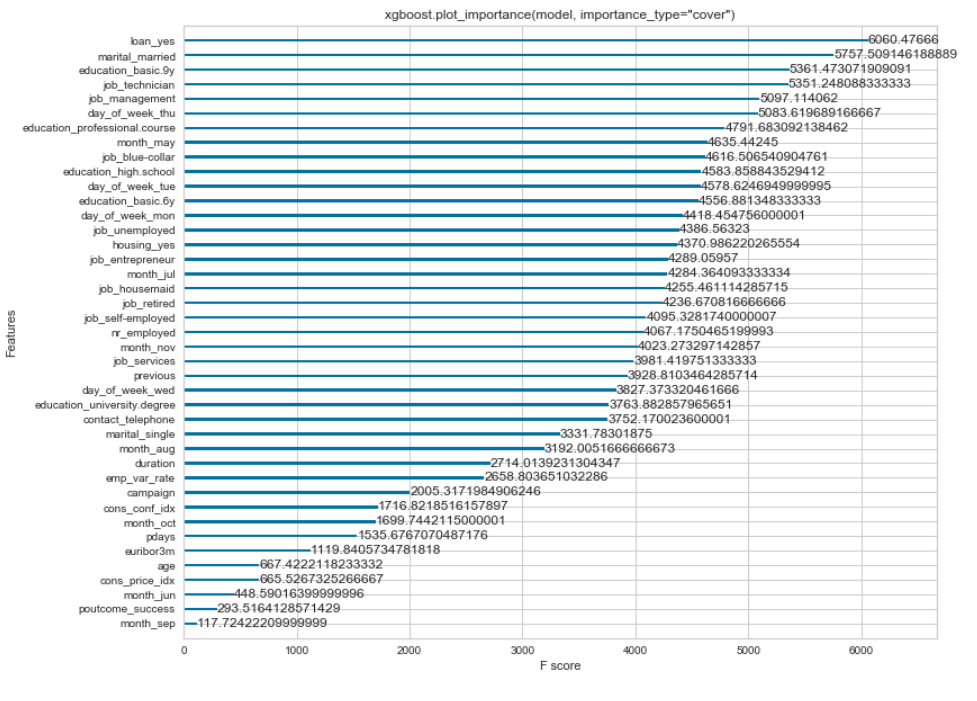 xgboost.plot_importance(model, importance_type="cover")
loan_yes 6060.47666
marital_married 5757.509146188889
education_basic.9y 5361.473071909091
job_technician 5351.248088333333
job_management 5097.114062
day_of_week_thu 5083.619689166667
education_professional.course 4791.683092138462
month_may 4635.44245
job_blue-collar 4616.506540904761
education_high.school 4583.858843529412
day_of_week_tue 4578.6246949999995
education_basic.6y 4556.881348333333
day_of_week_mon 4418.454756000001
job_unemployed 4386.56323
housing_yes 4370.986220265554
job_entrepreneur 4289.05957
month_jul 4284.364093333334
job_housemaid 4255.461114285715
job_retired 4236.670816666666
job_self-employed 4095.3281740000007
nr_employed 4067.1750465199993
month_nov 4023.273297142857
job_services 3981.419751333333
previous 3928.8103464285714
day_of_week_wed 3827.373320461666
education_university.degree 3763.882857965651
contact_telephone 3752.170023600001
marital_single 3331.78301875
month_aug 3192.0051666666673
duration 2714.0139231304347
emp_var_rate 2658.803651032286
campaign 2005.3171984906246
cons_conf_idx 1716.8218516157897
month_oct 1699.7442115000001
pdays 1535.6767070487176
euribor3m 1119.8405734781818
age 667.4222118233332
cons_price_idx 665.5267325266667
month_jun 448.59016399999996
poutcome_success 293.5164128571429
month_sep 117.72422209999999
Features
0 1000 2000 3000 4000 5000 6000
F score